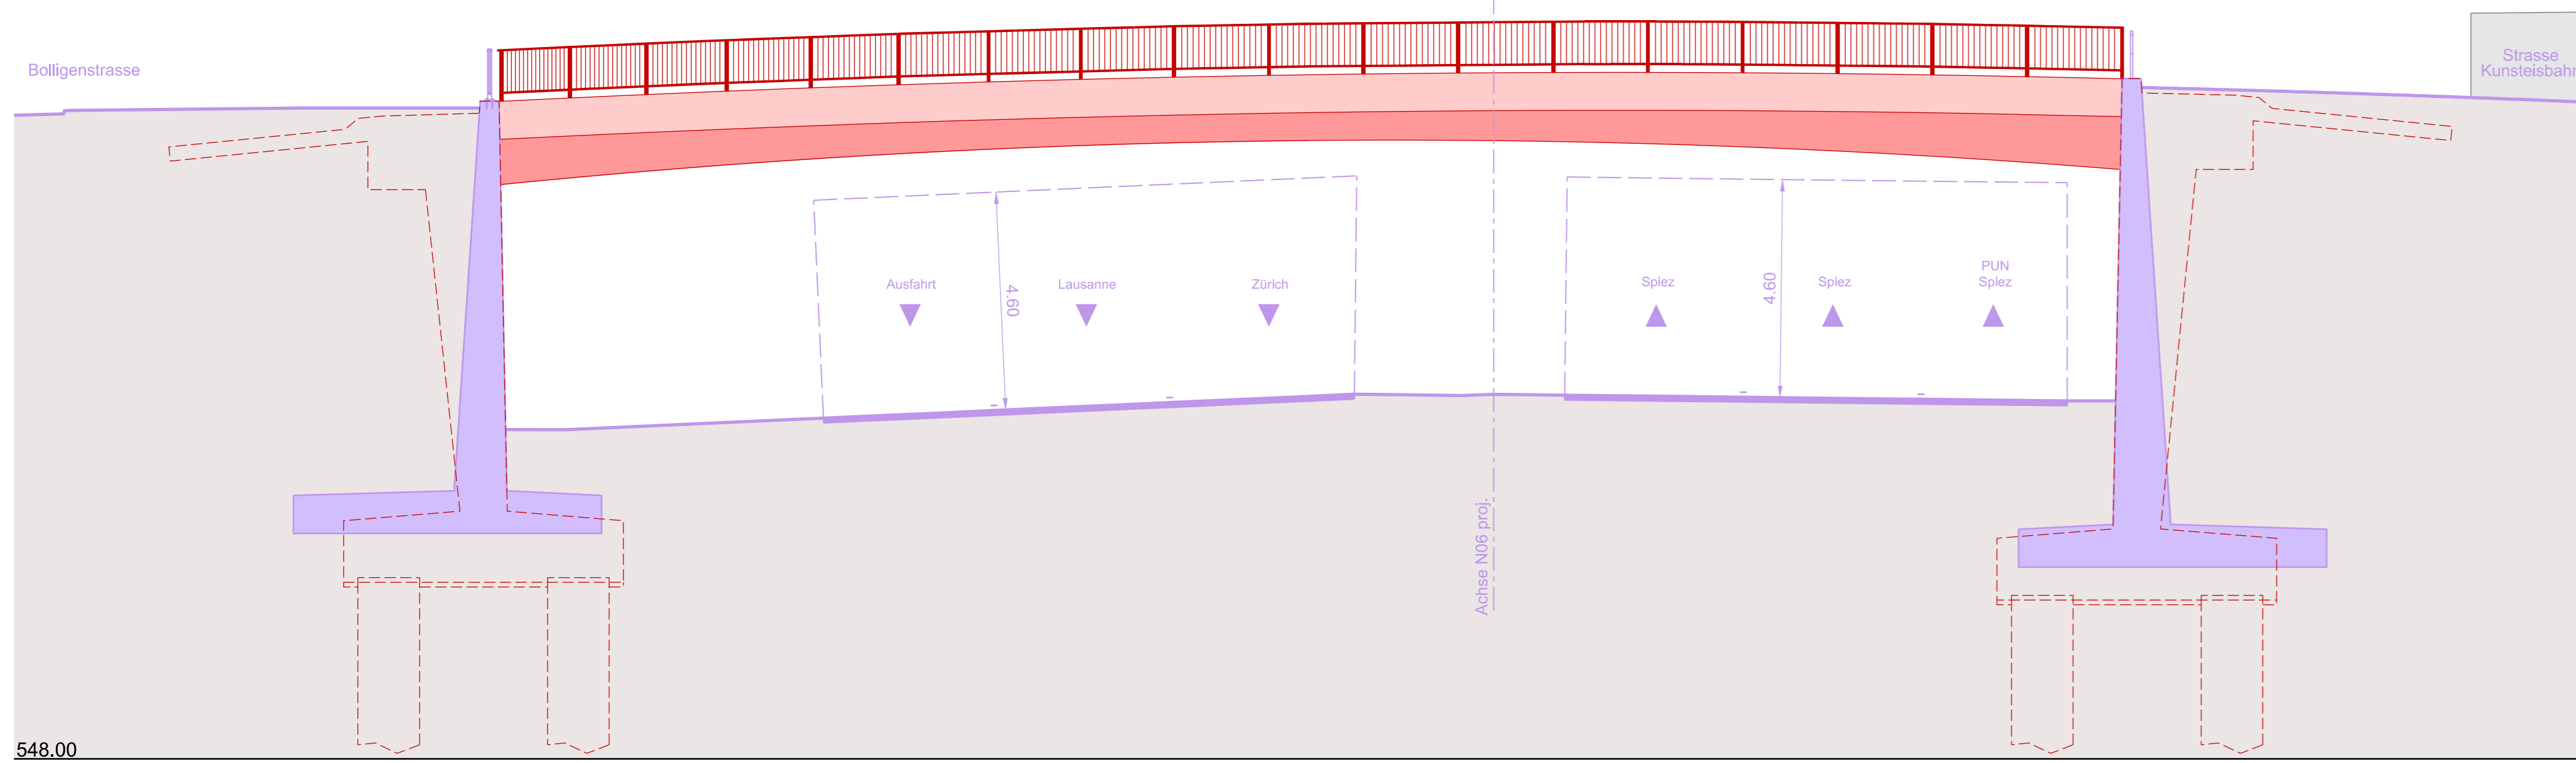 Bolligenstrasse
Strasse
Kunsteisbahn
Ausfahrt
4.60
Lausanne
Zürich
Spiez
4.60
Spiez
PUN
Spiez
Achse N06 proj.
548.00